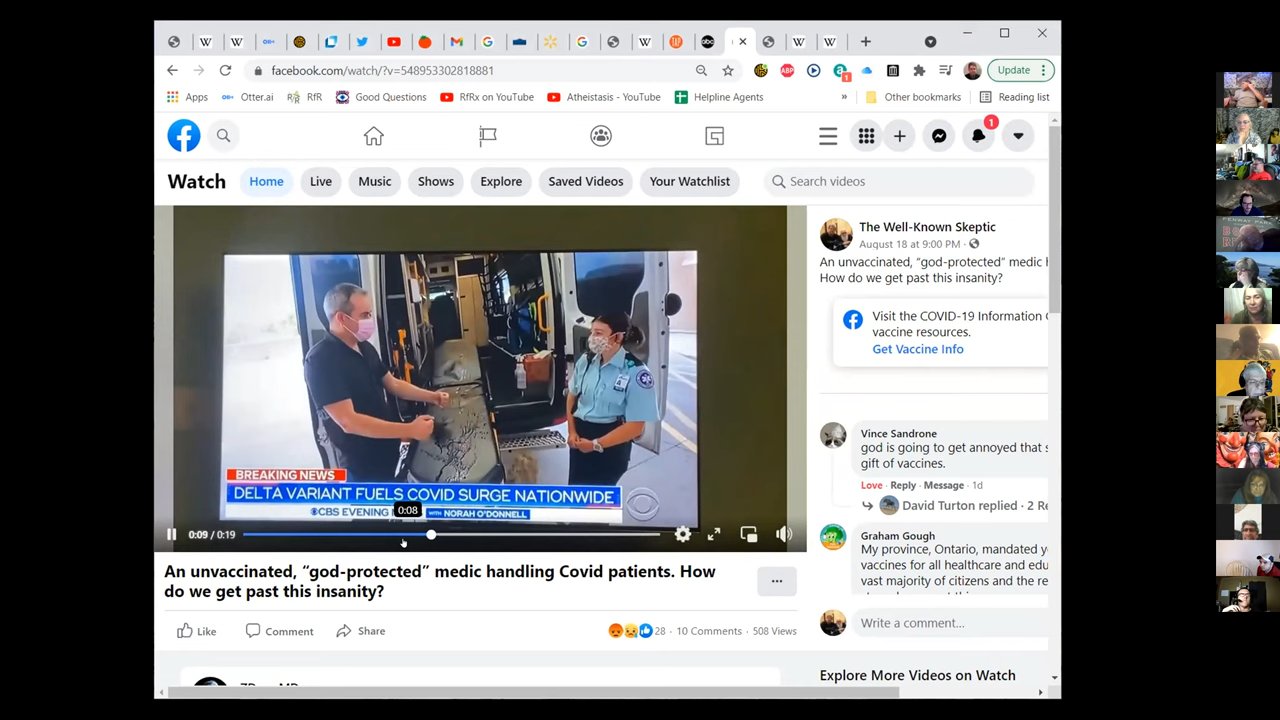 facebook.com/watch/?v=548953302818881
ABP
1
Update
Apps
Otter.ai
RfR
Good Questions
RfRx on YouTube
Atheistasis - YouTube
Helpline Agents
»
Other bookmarks
Reading list
1
Watch
Home
Live
Music
Shows
Explore
Saved Videos
Your Watchlist
Search videos
BREAKING NEWS
DELTA VARIANT FUELS COVID SURGE NATIONWIDE
CBS EVENING
WITH NORAH O'DONNELL
0:08
0:09 / 0:19
An unvaccinated, “god-protected” medic handling Covid patients. How
do we get past this insanity?
Like
Comment
Share
28 · 10 Comments · 508 Views
The Well-Known Skeptic
August 18 at 9:00 PM ·
An unvaccinated, “god-protected” medic
How do we get past this insanity?
Visit the COVID-19 Information
vaccine resources.
Get Vaccine Info
Vince Sandrone
god is going to get annoyed that
gift of vaccines.
Love · Reply · Message · 1d
David Turton replied · 2 Re
Graham Gough
My province, Ontario, mandated
vaccines for all healthcare and edu
vast majority of citizens and the re
Write a comment...
Explore More Videos on Watch